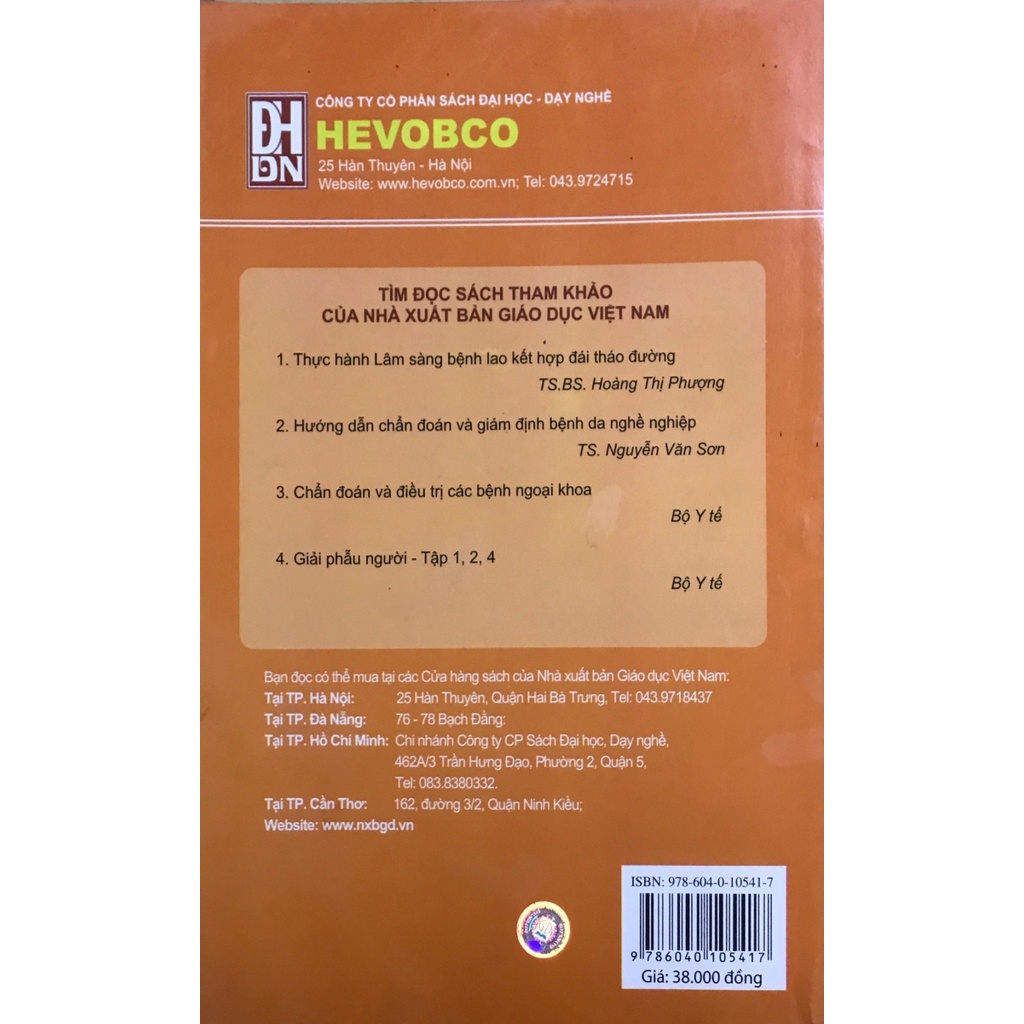 ĐH
DN
CÔNG TY CỔ PHẦN SÁCH ĐẠI HỌC - DẠY NGHỀ
HEVOBCO
25 Hàn Thuyên - Hà Nội
Website: www.hevobco.com.vn; Tel: 043.9724715
TÌM ĐỌC SÁCH THAM KHẢO
CỦA NHÀ XUẤT BẢN GIÁO DỤC VIỆT NAM
1. Thực hành Lâm sàng bệnh lao kết hợp đái tháo đường
TS.BS. Hoàng Thị Phượng
2. Hướng dẫn chẩn đoán và giám định bệnh da nghề nghiệp
TS. Nguyễn Văn Sơn
3. Chẩn đoán và điều trị các bệnh ngoại khoa
Bộ Y tế
4. Giải phẫu người - Tập 1, 2, 4
Bộ Y tế
Bạn đọc có thể mua tại các Cửa hàng sách của Nhà xuất bản Giáo dục Việt Nam:
Tại TP. Hà Nội: 25 Hàn Thuyên, Quận Hai Bà Trưng, Tel: 043.9718437
Tại TP. Đà Nẵng: 76 - 78 Bạch Đằng:
Tại TP. Hồ Chí Minh: Chi nhánh Công ty CP Sách Đại học, Dạy nghề,
462A/3 Trần Hưng Đạo, Phường 2, Quận 5,
Tel: 083.8380332.
Tại TP. Cần Thơ: 162, đường 3/2, Quận Ninh Kiều;
Website: www.nxbgd.vn
ISBN: 978-604-0-10541-7
9 786040 105417
Giá: 38.000 đồng